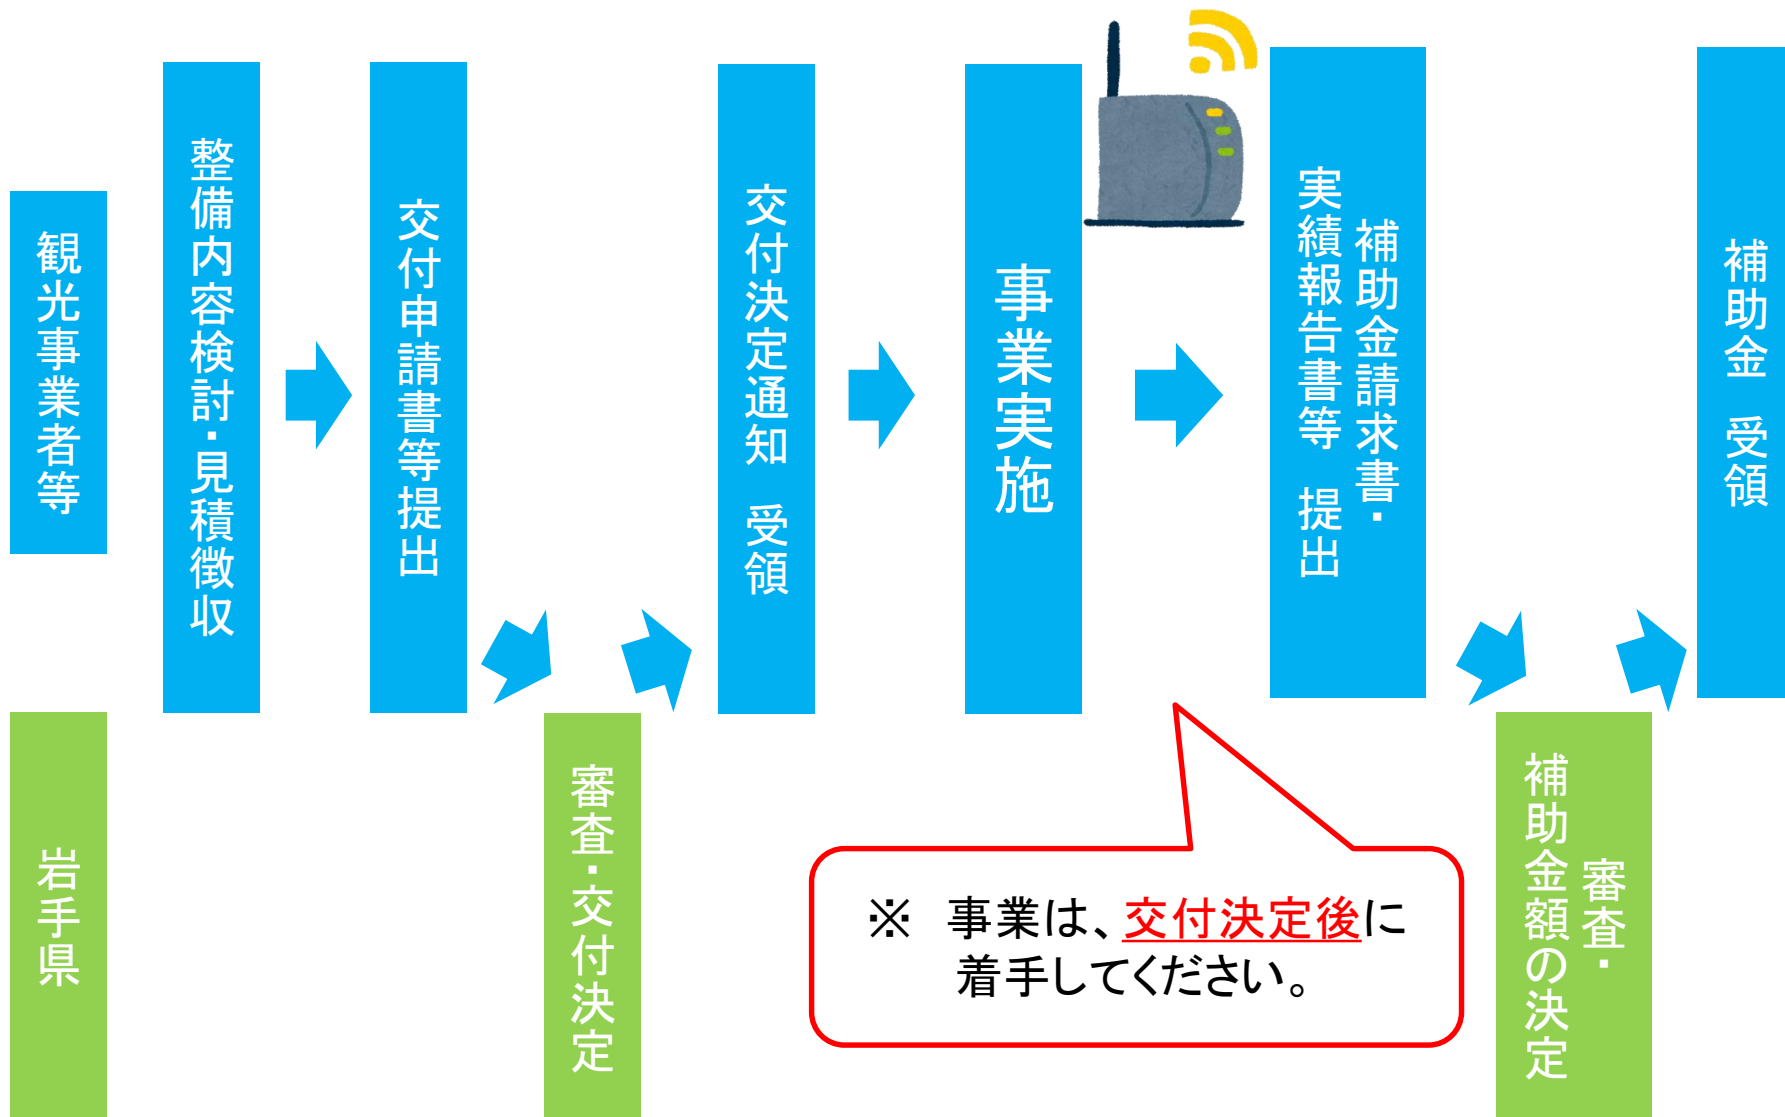 観光事業者等
整備内容検討・見積徴収
交付申請書等提出
交付決定通知　受領
事業実施
補助金請求書・
実績報告書等　提出
補助金　受領
岩手県
審査・交付決定
※　事業は、交付決定後に
着手してください。
審査・
補助金額の決定